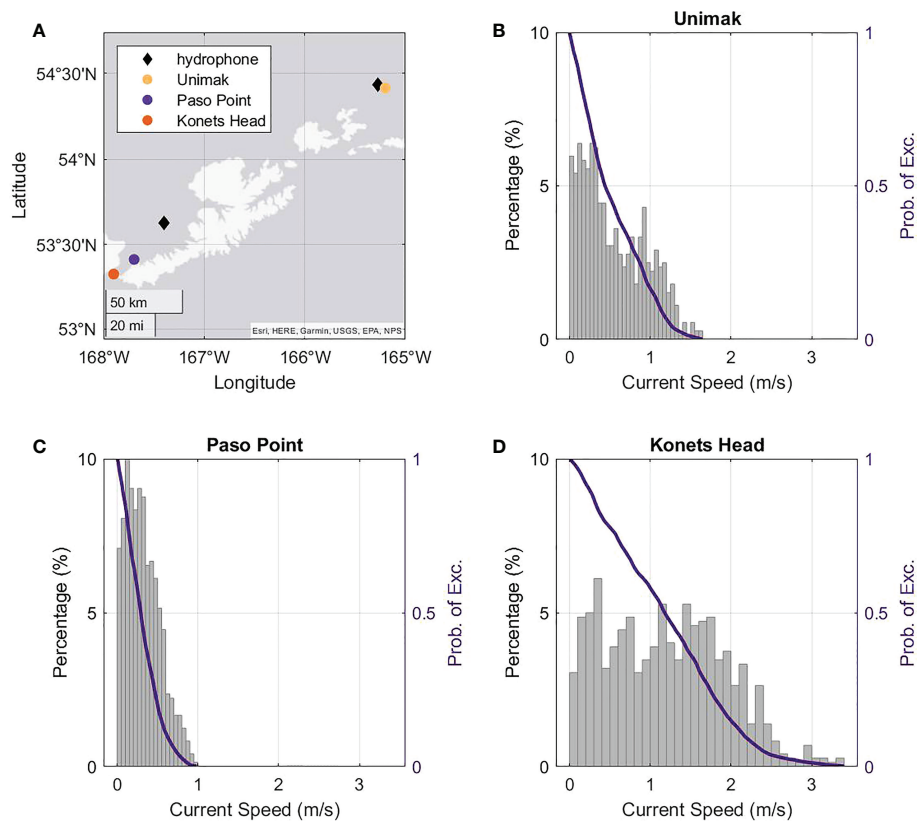 A
54°30'N
54°N
53°30'N
53°N
Latitude
hydrophone
Unimak
Paso Point
Konets Head
50 km
20 mi
Esri, HERE, Garmin, USGS, EPA, NPS
168°W 167°W 166°W 165°W
Longitude
B
Unimak
10
5
0
Percentage (%)
1
0.5
0
Prob. of Exc.
0 1 2 3
Current Speed (m/s)
C
Paso Point
10
5
0
Percentage (%)
1
0.5
0
Prob. of Exc.
0 1 2 3
Current Speed (m/s)
D
Konets Head
10
5
0
Percentage (%)
1
0.5
0
Prob. of Exc.
0 1 2 3
Current Speed (m/s)